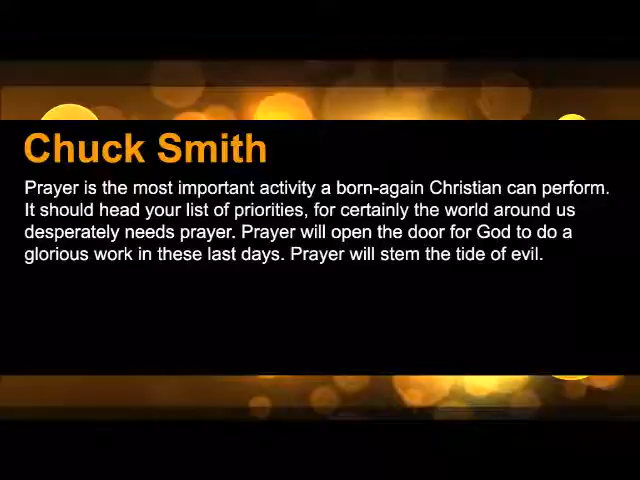 Chuck Smith
Prayer is the most important activity a born-again Christian can perform.
It should head your list of priorities, for certainly the world around us
desperately needs prayer. Prayer will open the door for God to do a
glorious work in these last days. Prayer will stem the tide of evil.